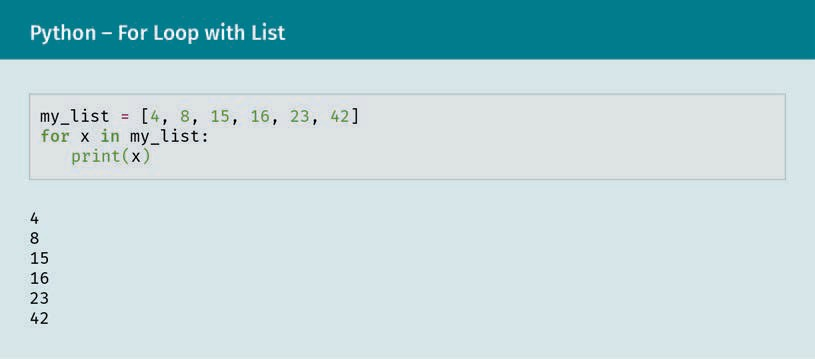 Python – For Loop with List
my_list = [4, 8, 15, 16, 23, 42]
for x in my_list:
   print(x)
4
8
15
16
23
42